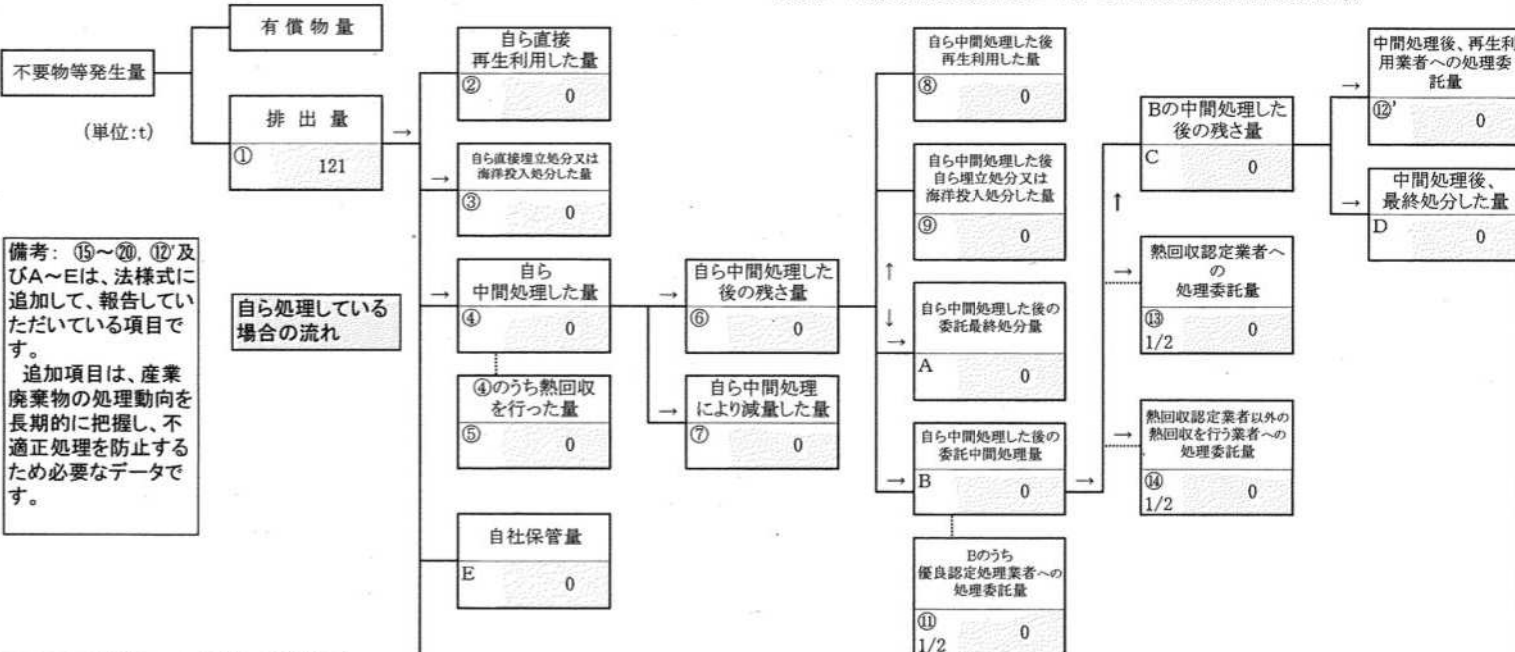 有 償 物 量
不要物等発生量
(単位:t)
排 出 量
①
121
→
備考: ⑮～⑳, ⑫'及
びA～Eは、法様式に
追加して、報告してい
ただいている項目で
す。
追加項目は、産業
廃棄物の処理動向を
長期的に把握し、不
適正処理を防止する
ため必要なデータで
す。
自ら処理している
場合の流れ
自ら直接
再生利用した量
②
0
→
自ら直接埋立処分又は
海洋投入処分した量
③
0
→
自ら
中間処理した量
④
0
④のうち熱回収
を行った量
⑤
0
自社保管量
E
0
→
自ら中間処理した
後の残さ量
⑥
0
→
自ら中間処理
により減量した量
⑦
0
自ら中間処理した後
再生利用した量
⑧
0
自ら中間処理した後
自ら埋立処分又は
海洋投入処分した量
⑨
0
↑
↓
→
自ら中間処理した後の
委託最終処分量
A
0
→
自ら中間処理した後の
委託中間処理量
B
0
→
Bのうち
優良認定処理業者への
処理委託量
⑪
1/2
0
Bの中間処理した
後の残さ量
C
0
↑
→
熱回収認定業者へ
の
処理委託量
⑬
1/2
0
→
熱回収認定業者以外の
熱回収を行う業者への
処理委託量
⑭
1/2
0
→
中間処理後、再生利
用業者への処理委
託量
⑫'
0
→
中間処理後、
最終処分した量
D
0